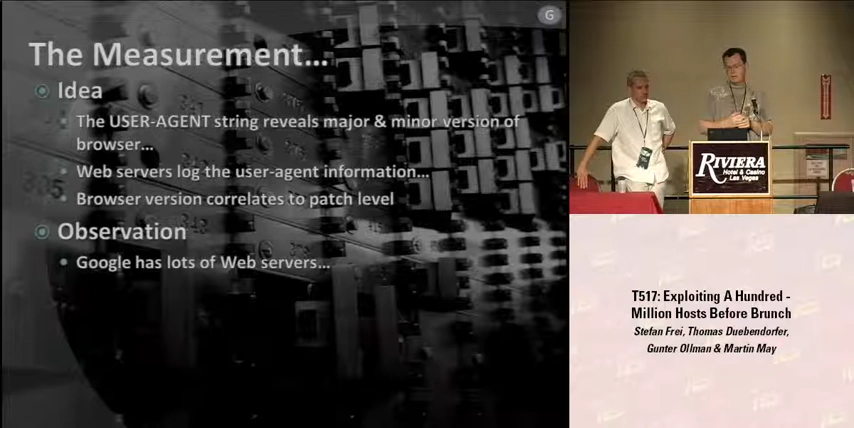 G
The Measurement...
Idea
The USER-AGENT string reveals major & minor version of
browser...
Web servers log the user-agent information...
Browser version correlates to patch level
Observation
Google has lots of Web servers...
RIVIERA
Hotel & Casino
Las Vegas
T517: Exploiting A Hundred -
Million Hosts Before Brunch
Stefan Frei, Thomas Duebendorfer,
Gunter Ollman & Martin May